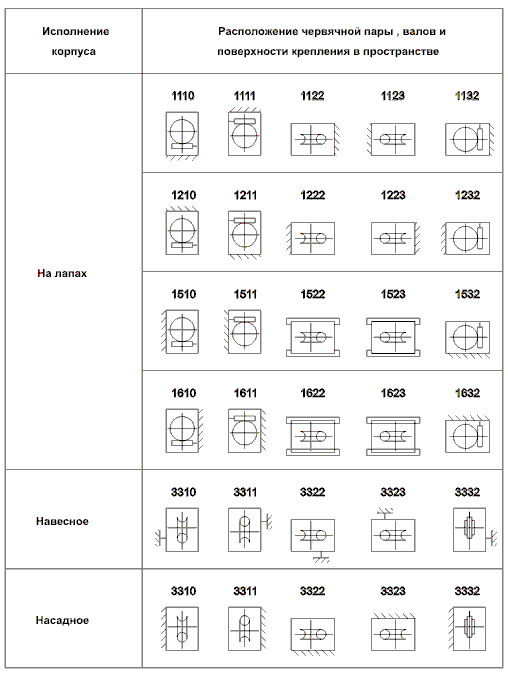 Исполнение
корпуса
Расположение червячной пары , валов и
поверхности крепления в пространстве
На лапах
1110 1111 1122 1123 1132
1210 1211 1222 1223 1232
1510 1511 1522 1523 1532
1610 1611 1622 1623 1632
Навесное
3310 3311 3322 3323 3332
Насадное
3310 3311 3322 3323 3332